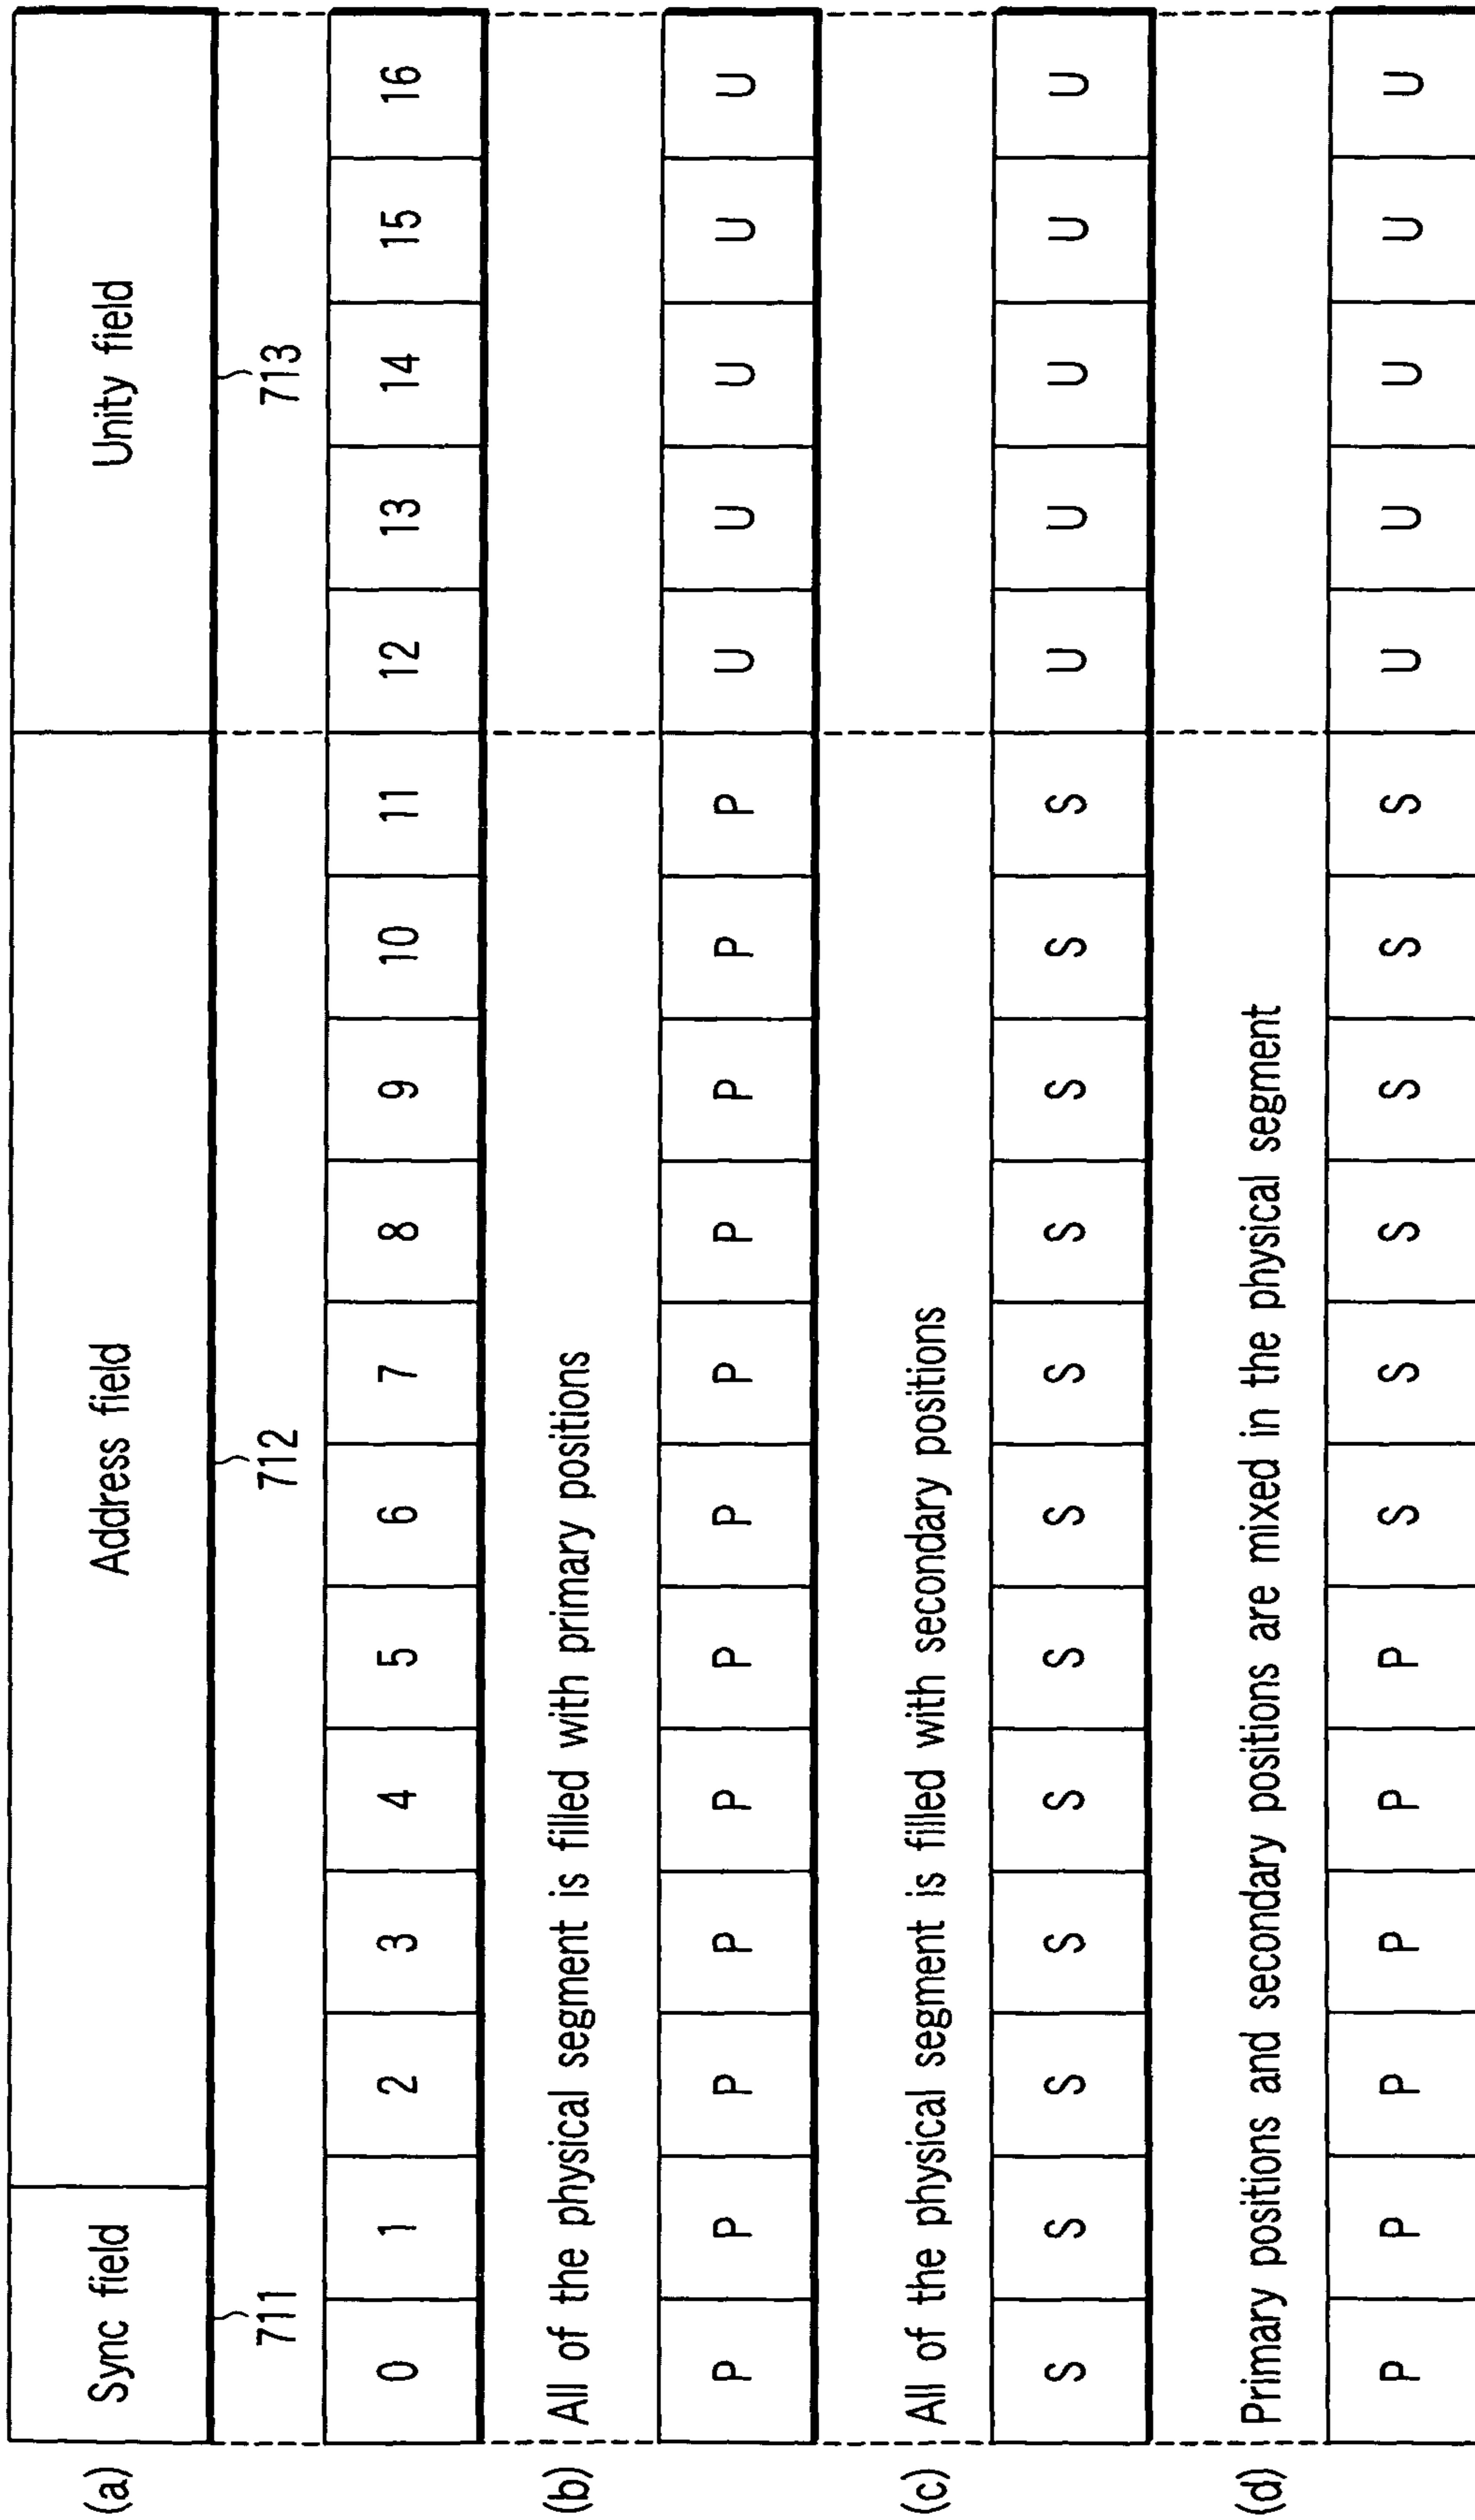 (a)
Sync field Address field Unity field
711 712 713
0 1 2 3 4 5 6 7 8 9 10 11 12 13 14 15 16
(b) All of the physical segment is filled with primary positions
P P P P P P P P P P P P U U U U U
(c) All of the physical segment is filled with secondary positions
S S S S S S S S S S S S U U U U U
(d) Primary positions and secondary positions are mixed in the physical segment
P P P P P P S S S S S S U U U U U